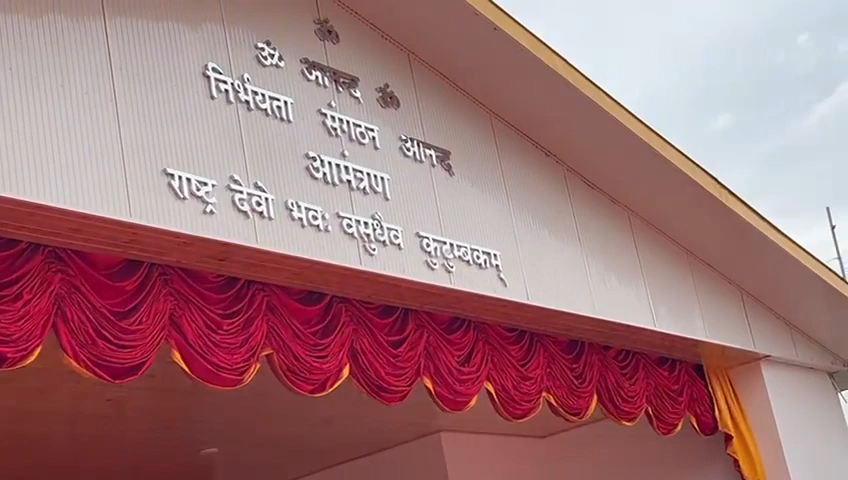 ॐ
ॐ आनन्द ॐ
निर्भयता संगठन आनन्द
आमंत्रण
राष्ट्र देवो भवः वसुधैव कुटुम्बकम्